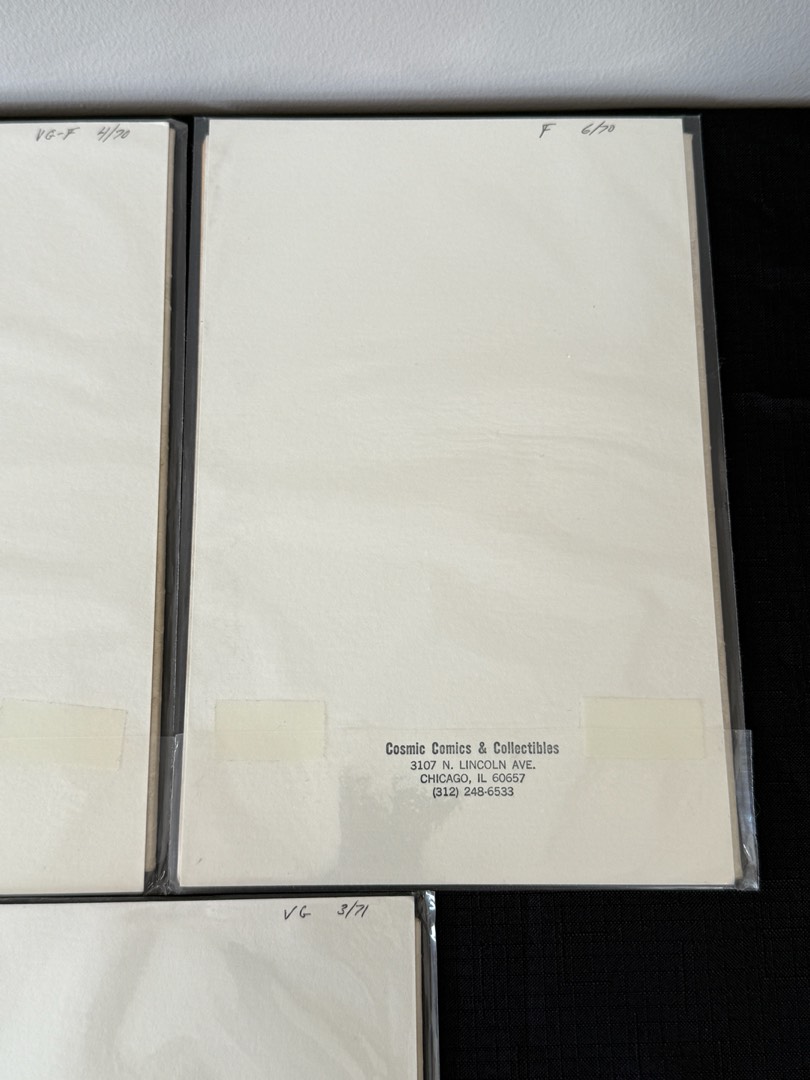 VG-F 4/70
F 6/70
Cosmic Comics & Collectibles
3107 N. LINCOLN AVE.
CHICAGO, IL 60657
(312) 248-6533
VG 3/71